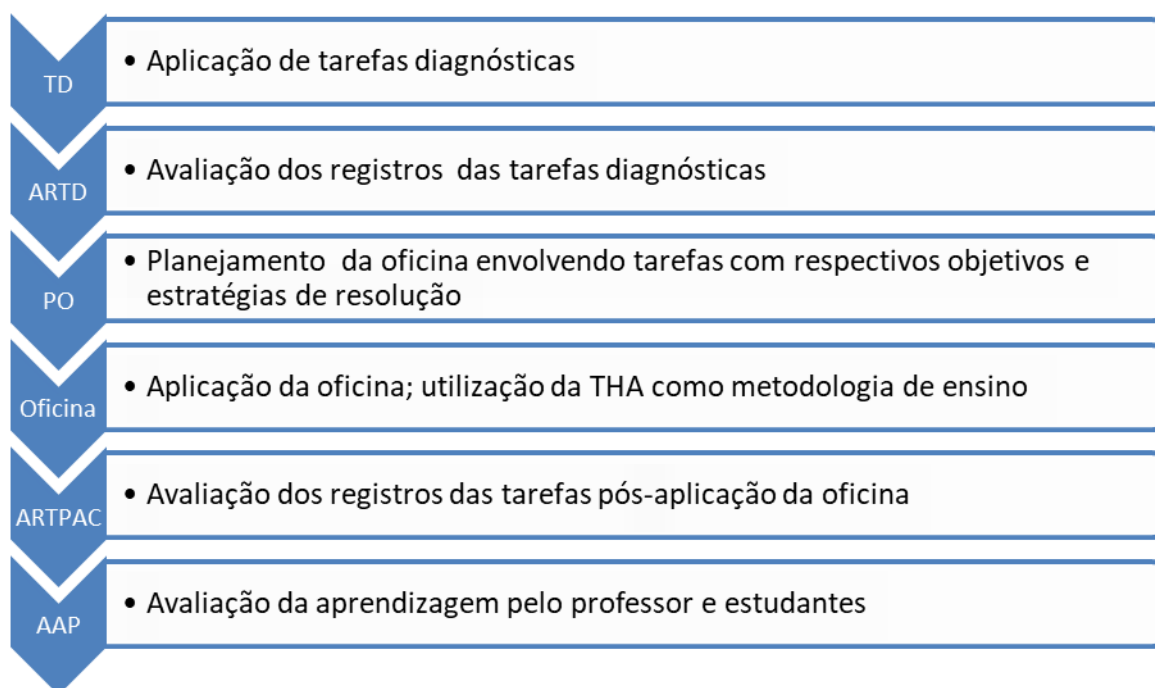 TD
• Aplicação de tarefas diagnósticas
ARTD
• Avaliação dos registros das tarefas diagnósticas
PO
• Planejamento da oficina envolvendo tarefas com respectivos objetivos e
estratégias de resolução
Oficina
• Aplicação da oficina; utilização da THA como metodologia de ensino
ARTPAC
• Avaliação dos registros das tarefas pós-aplicação da oficina
AAP
• Avaliação da aprendizagem pelo professor e estudantes